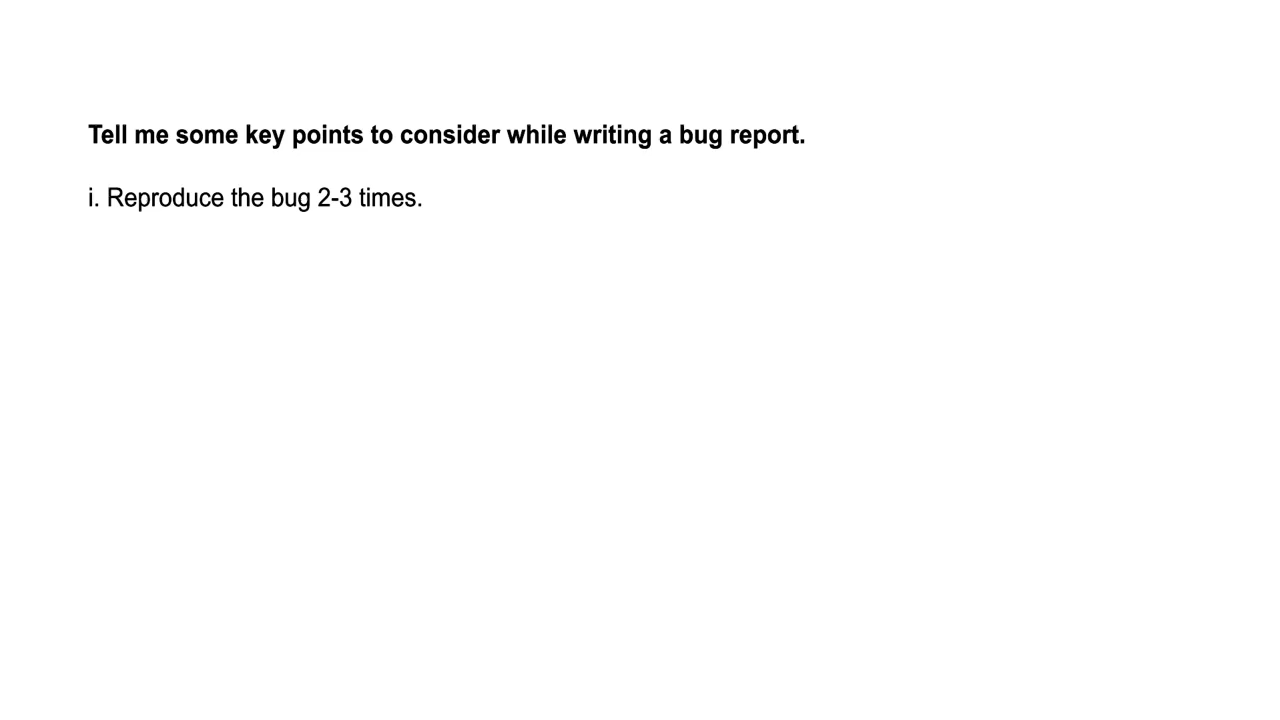 Tell me some key points to consider while writing a bug report.
i. Reproduce the bug 2-3 times.